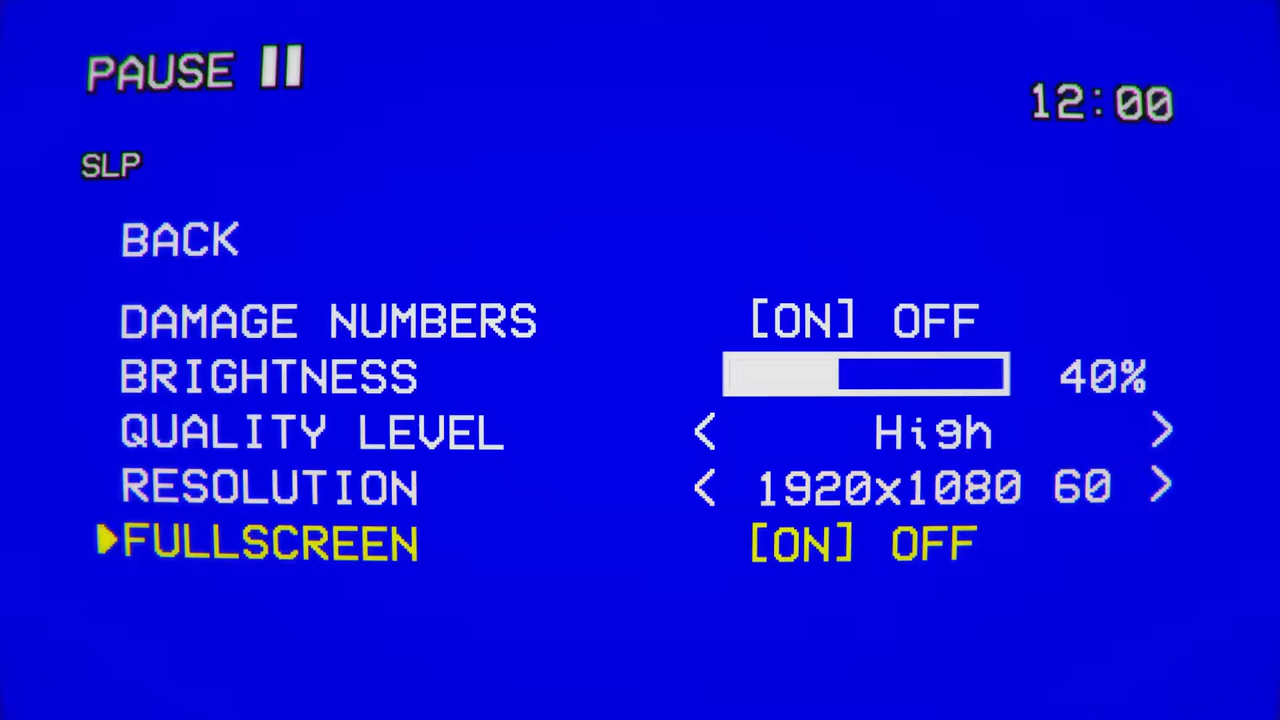 PAUSE
12:00
SLP
BACK
DAMAGE NUMBERS [ON] OFF
BRIGHTNESS 40%
QUALITY LEVEL < High >
RESOLUTION < 1920x1080 60 >
FULLSCREEN [ON] OFF